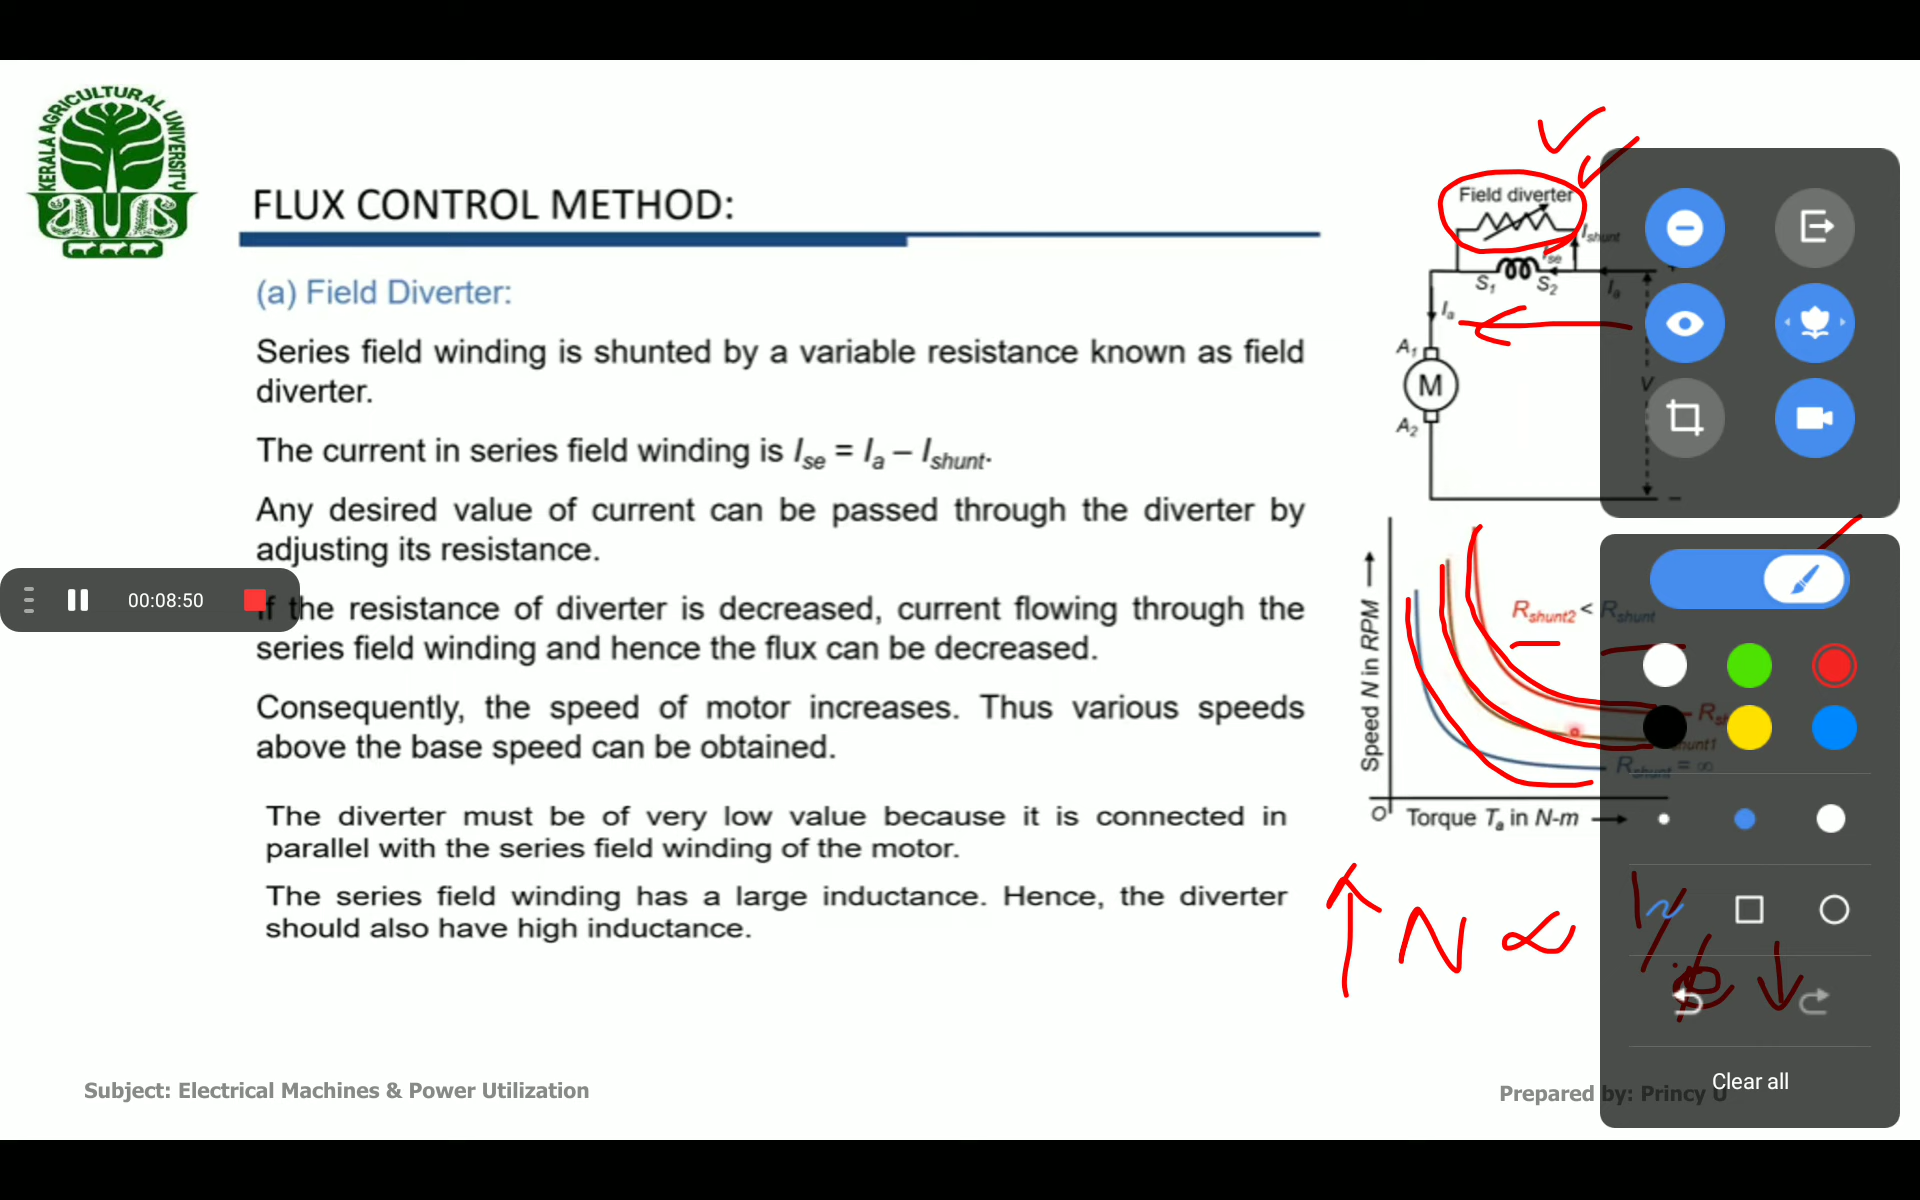 KERALA AGRICULTURAL UNIVERSITY
FLUX CONTROL METHOD:
(a) Field Diverter:
Series field winding is shunted by a variable resistance known as field
diverter.
The current in series field winding is Ise = Ia – Ishunt.
Any desired value of current can be passed through the diverter by
adjusting its resistance.
00:08:50
If the resistance of diverter is decreased, current flowing through the
series field winding and hence the flux can be decreased.
Consequently, the speed of motor increases. Thus various speeds
above the base speed can be obtained.
The diverter must be of very low value because it is connected in
parallel with the series field winding of the motor.
The series field winding has a large inductance. Hence, the diverter
should also have high inductance.
Field diverter
Ishunt
Ise
S1 S2 Ia
Ia
A1
M
V
A2
Speed N in RPM
Rshunt2 < Rshunt
Rshunt = ∞
O Torque Ta in N-m
N ∝ 1/ϕ
Clear all
Subject: Electrical Machines & Power Utilization
Prepared by: Princy U